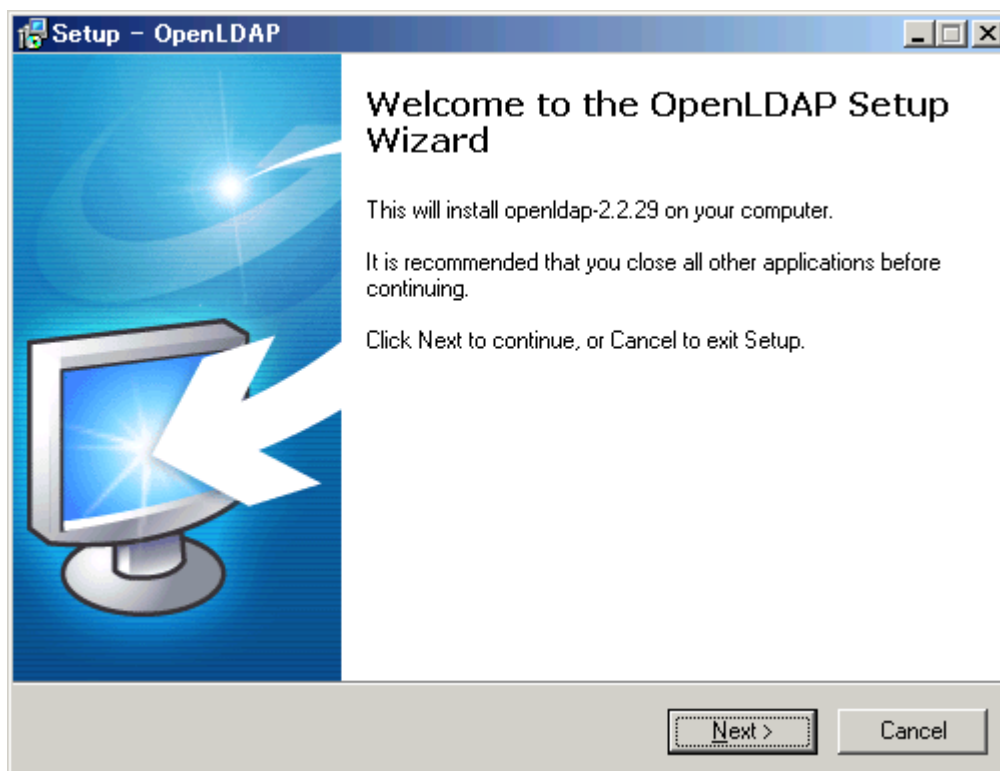 Setup - OpenLDAP
Welcome to the OpenLDAP Setup
Wizard
This will install openldap-2.2.29 on your computer.
It is recommended that you close all other applications before
continuing.
Click Next to continue, or Cancel to exit Setup.
Next >
Cancel